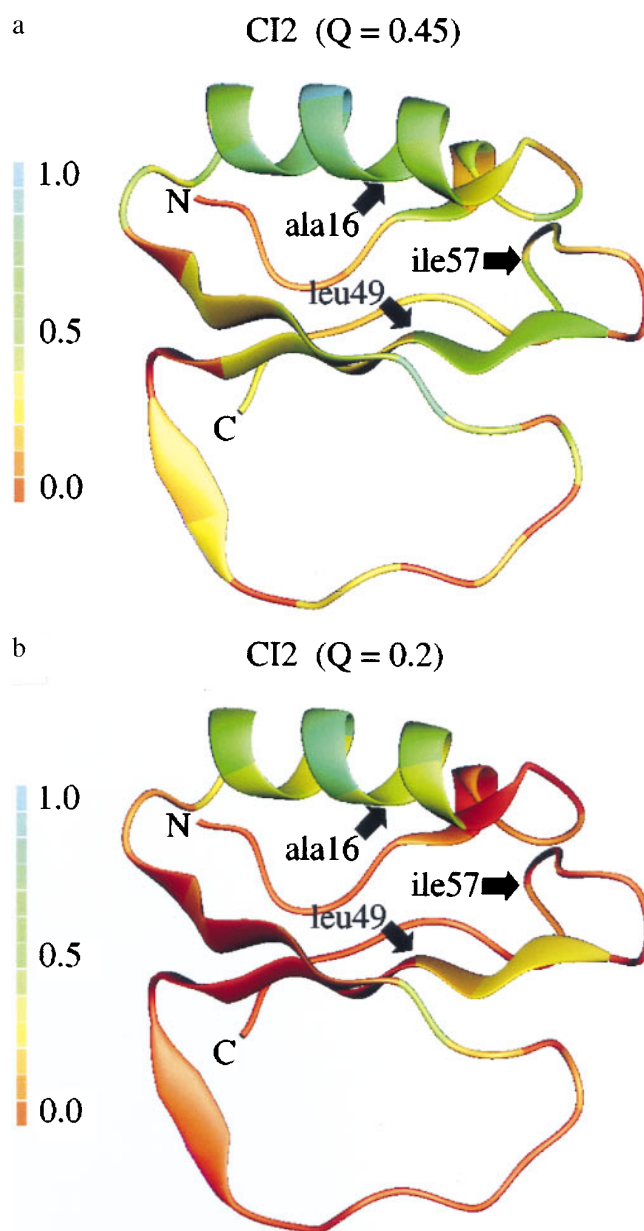 a
CI2 (Q = 0.45)
1.0
N
ala16
ile57
leu49
0.5
C
0.0
b
CI2 (Q = 0.2)
1.0
N
ala16
ile57
leu49
0.5
C
0.0